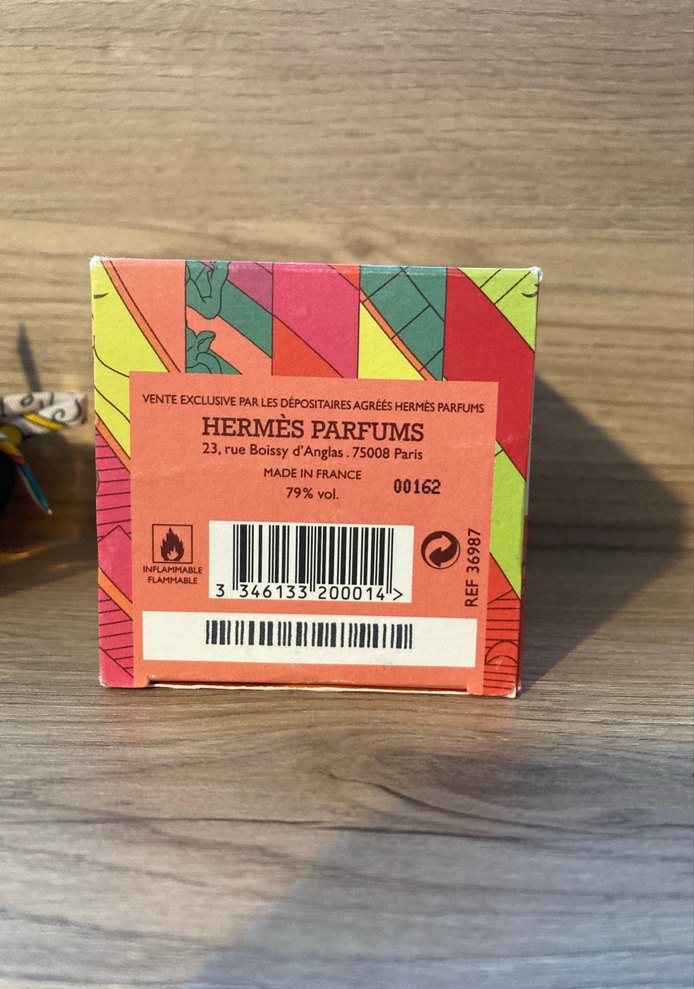 VENTE EXCLUSIVE PAR LES DÉPOSITAIRES AGRÉÉS HERMÈS PARFUMS
HERMÈS PARFUMS
23, rue Boissy d'Anglas . 75008 Paris
MADE IN FRANCE
79% vol.
00162
INFLAMMABLE
FLAMMABLE
3 346133 200014 >
REF 36987